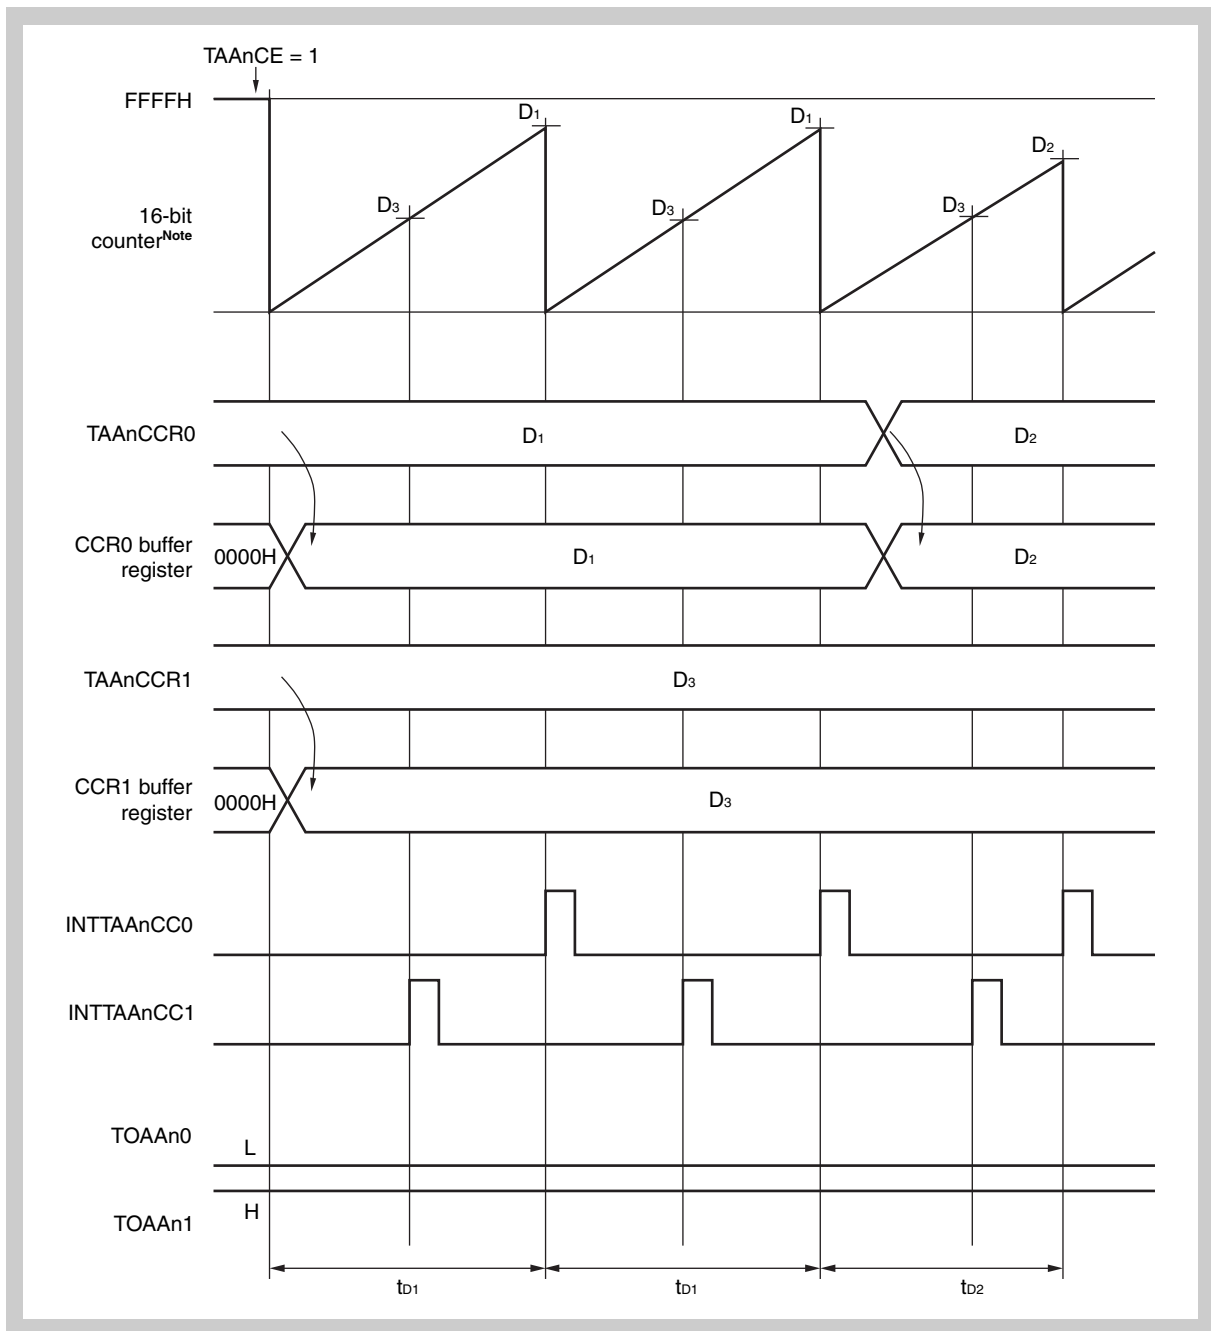 TAAnCE = 1
FFFFH
D1
D1
D2
D3
D3
D3
16-bit
counterNote
TAAnCCR0
D1
D2
CCR0 buffer
register
0000H
D1
D2
TAAnCCR1
D3
CCR1 buffer
register
0000H
D3
INTTAAnCC0
INTTAAnCC1
TOAAn0
L
TOAAn1
H
tD1
tD1
tD2